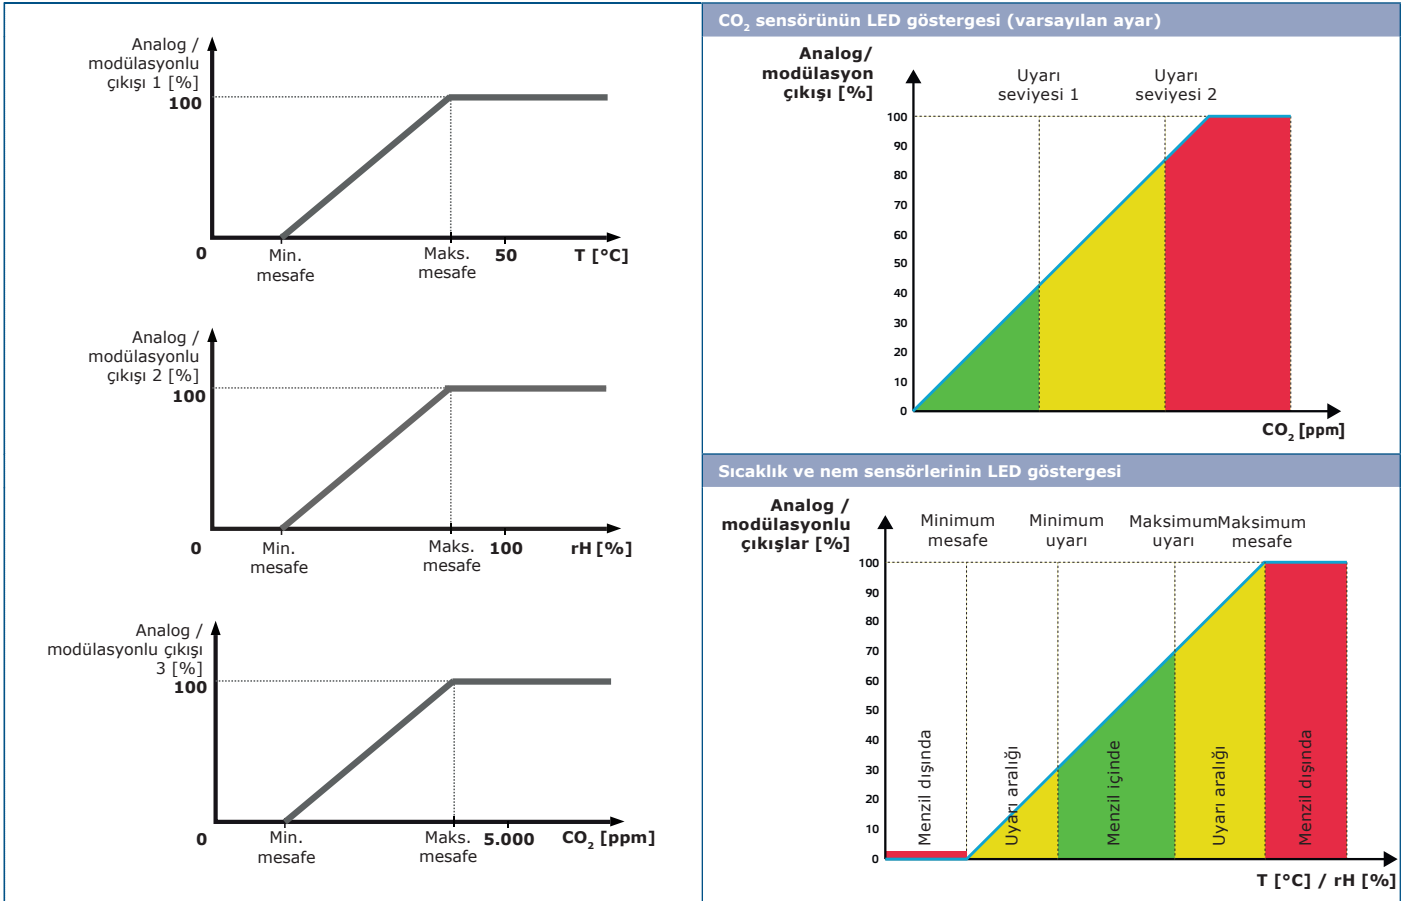 Analog /
modülasyonlu
çıkışı 1 [%]
100
0
Min.
mesafe
Maks.
mesafe
50
T [°C]
Analog /
modülasyonlu
çıkışı 2 [%]
100
0
Min.
mesafe
Maks.
mesafe
100
rH [%]
Analog /
modülasyonlu çıkışı
3 [%]
100
0
Min.
mesafe
Maks.
mesafe
5.000
CO2 [ppm]
CO2 sensörünün LED göstergesi (varsayılan ayar)
Analog/
modülasyon
çıkışı [%]
Uyarı
seviyesi 1
Uyarı
seviyesi 2
100
90
80
70
60
50
40
30
20
10
0
CO2 [ppm]
Sıcaklık ve nem sensörlerinin LED göstergesi
Analog /
modülasyonlu
çıkışlar [%]
Minimum
mesafe
Minimum
uyarı
Maksimum
uyarı
Maksimum
mesafe
100
90
80
70
60
50
40
30
20
10
0
Menzil dışında
Uyarı aralığı
Menzil içinde
Uyarı aralığı
Menzil dışında
T [°C] / rH [%]